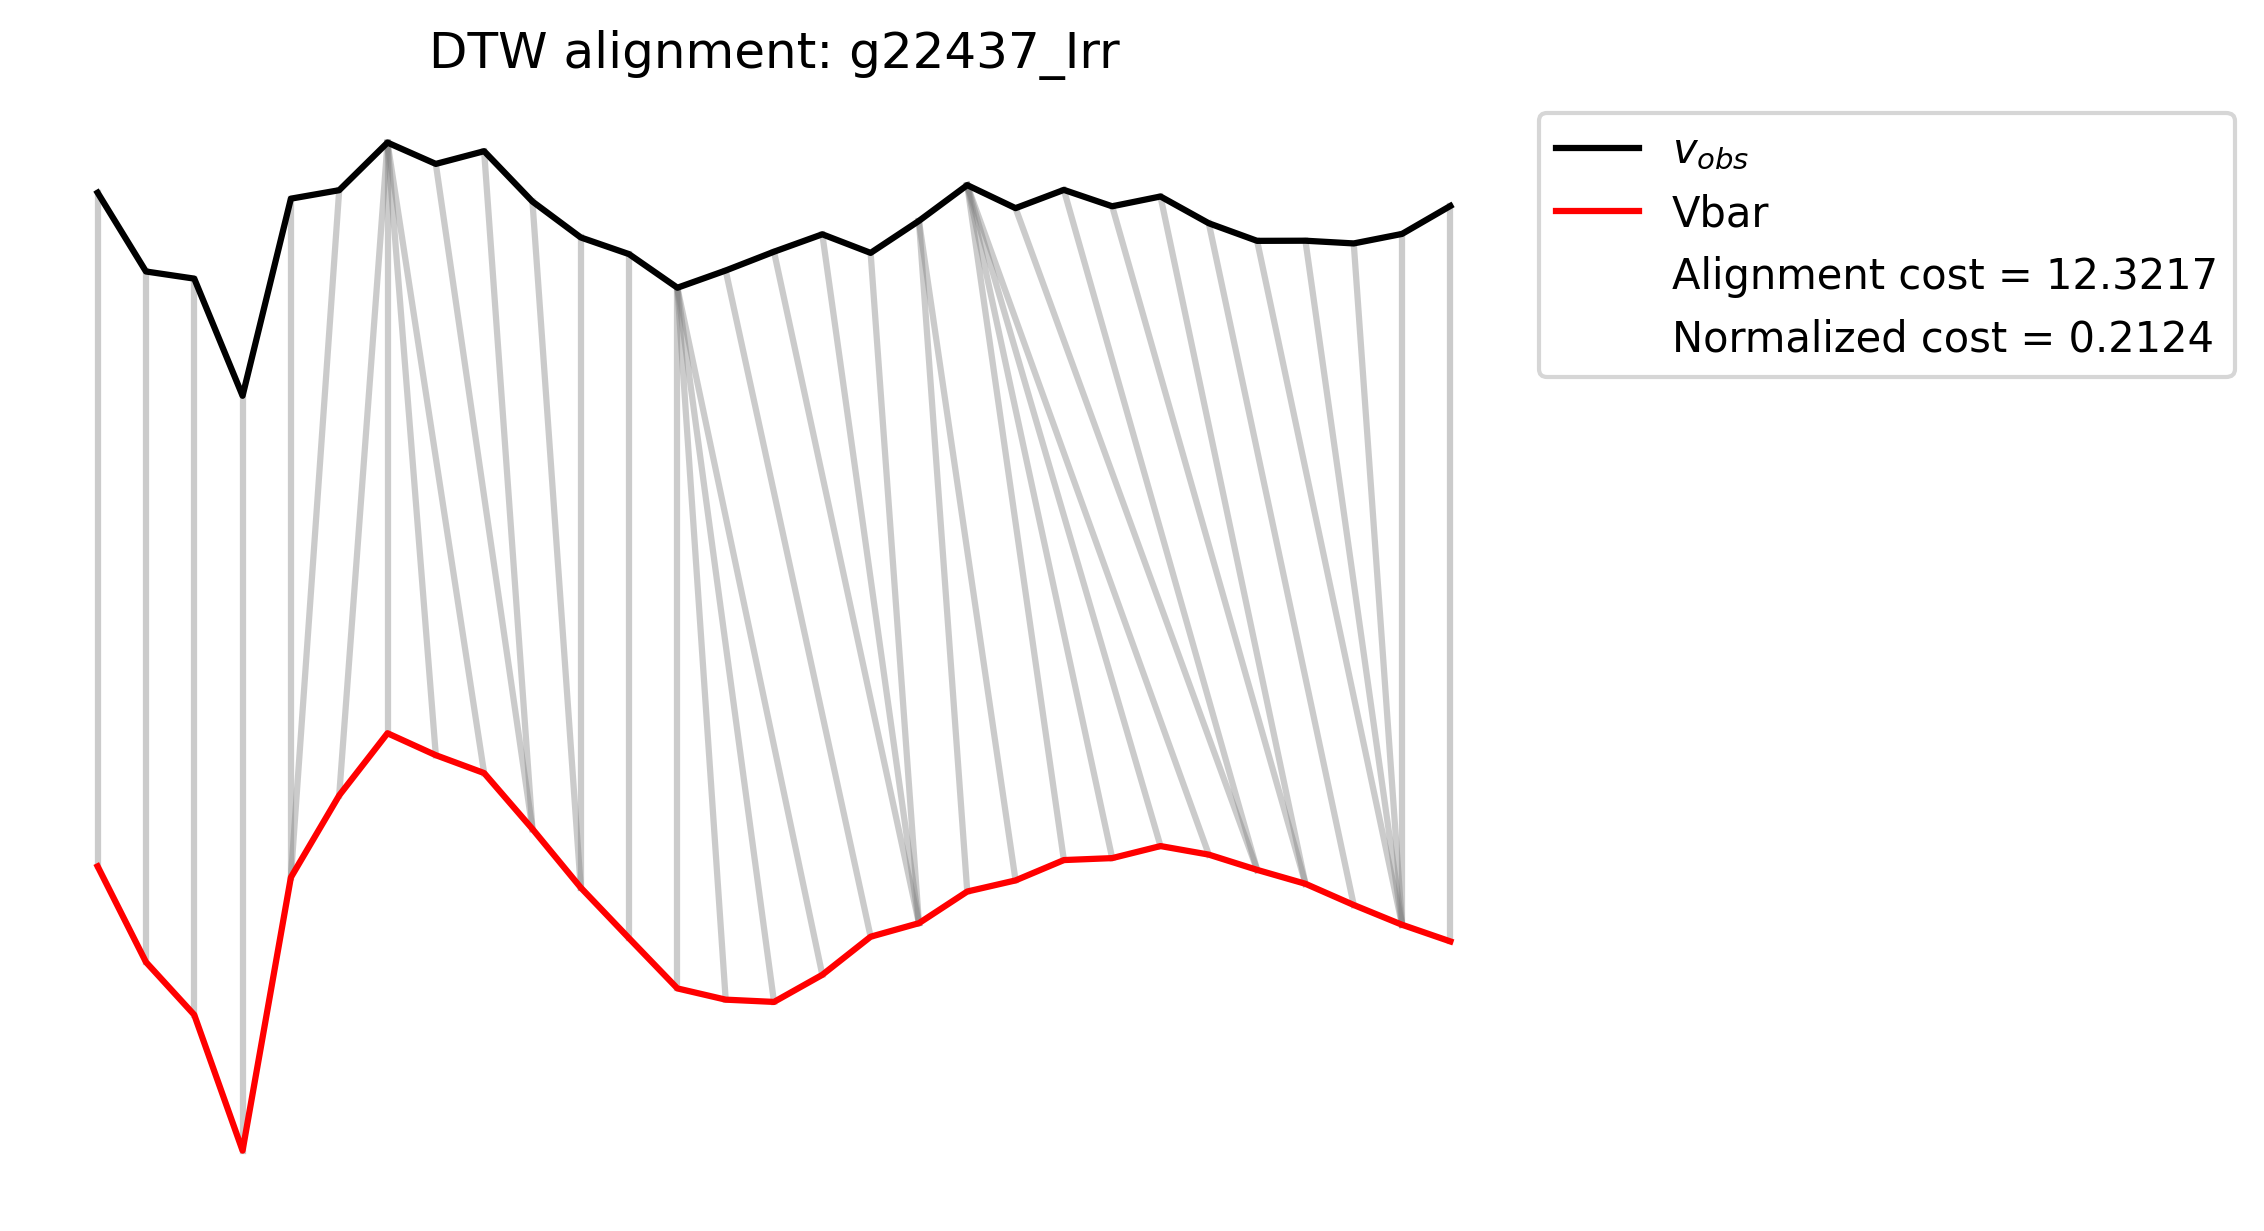 DTW alignment: g22437_Irr
v_obs
Vbar
Alignment cost = 12.3217
Normalized cost = 0.2124